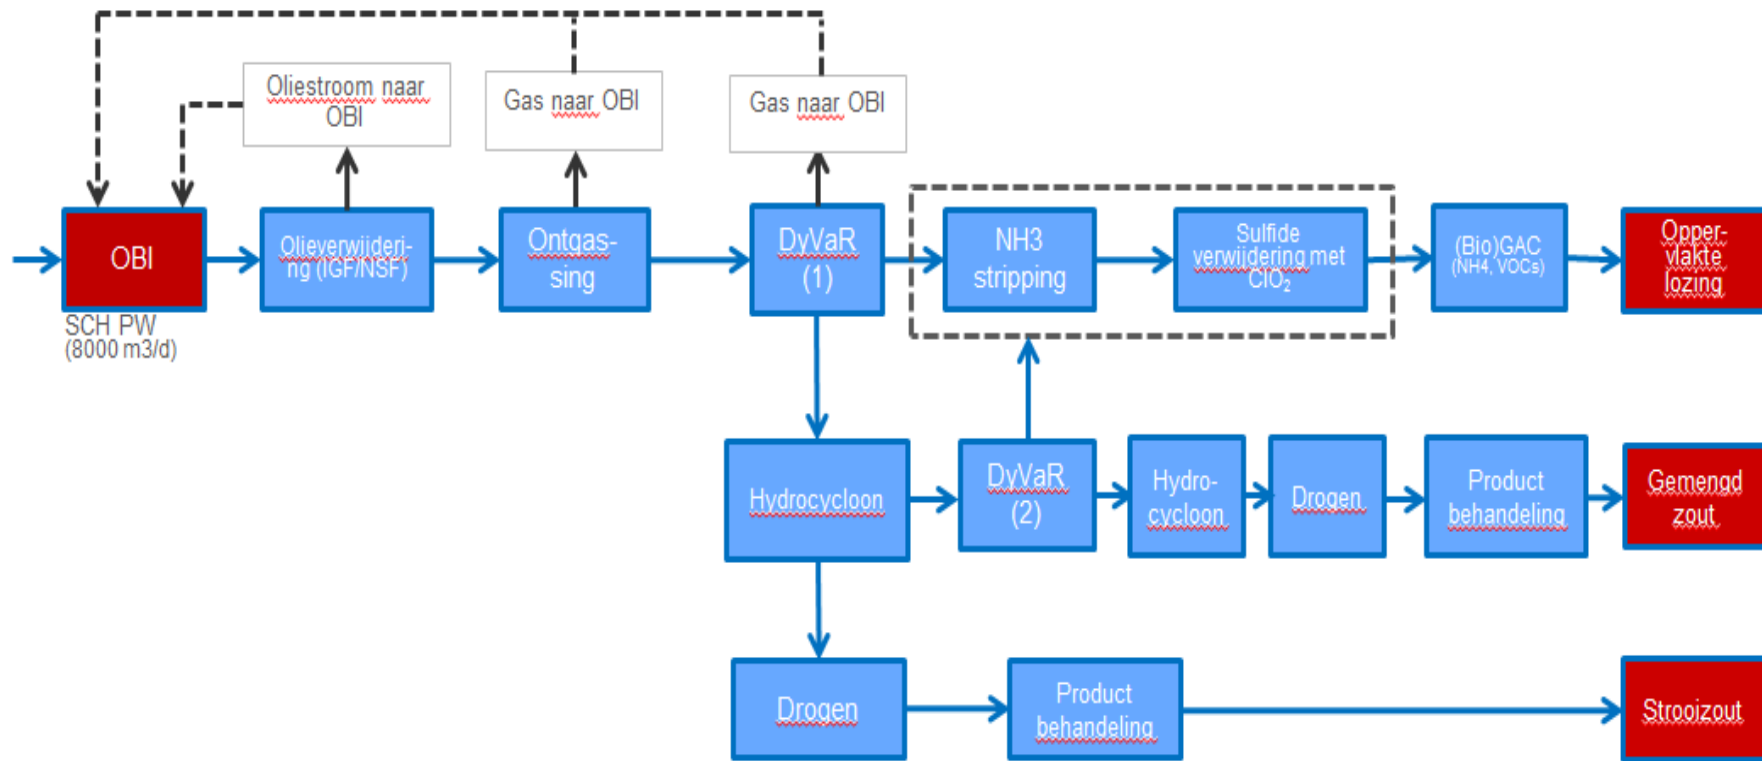 Oliestroom naar
OBI
Gas naar OBI
Gas naar OBI
OBI
SCH PW
(8000 m3/d)
Olieverwijderi-
ng (IGF/NSF)
Ontgas-
sing
DyVaR
(1)
NH3
stripping
Sulfide
verwijdering met
ClO₂
(Bio)GAC
(NH4, VOCs)
Opper-
vlakte
lozing
Hydrocycloon
DyVaR
(2)
Hydro-
cycloon
Drogen
Product
behandeling
Gemengd
zout
Drogen
Product
behandeling
Strooizout